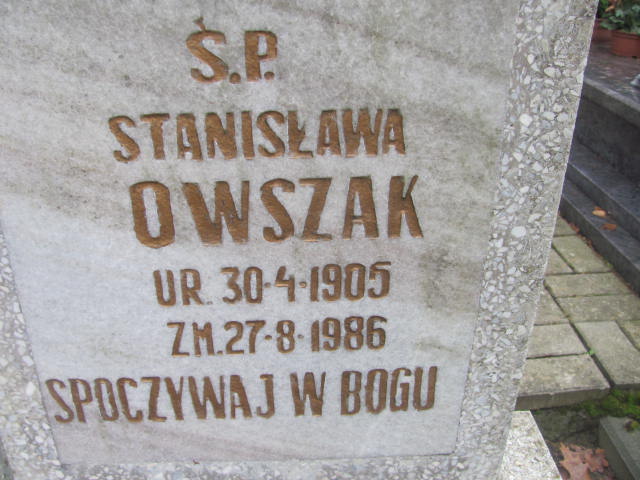 Ś.P.
STANISŁAWA
OWSZAK
UR. 30·4·1905
ZM. 27·8·1986
SPOCZYWAJ W BOGU